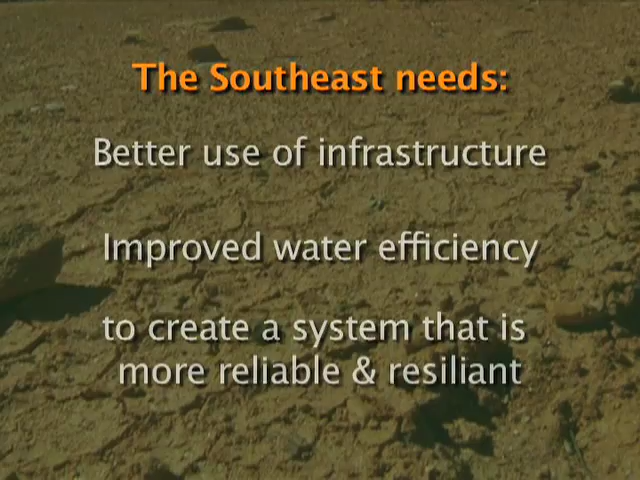 The Southeast needs:
Better use of infrastructure
Improved water efficiency
to create a system that is
more reliable & resiliant